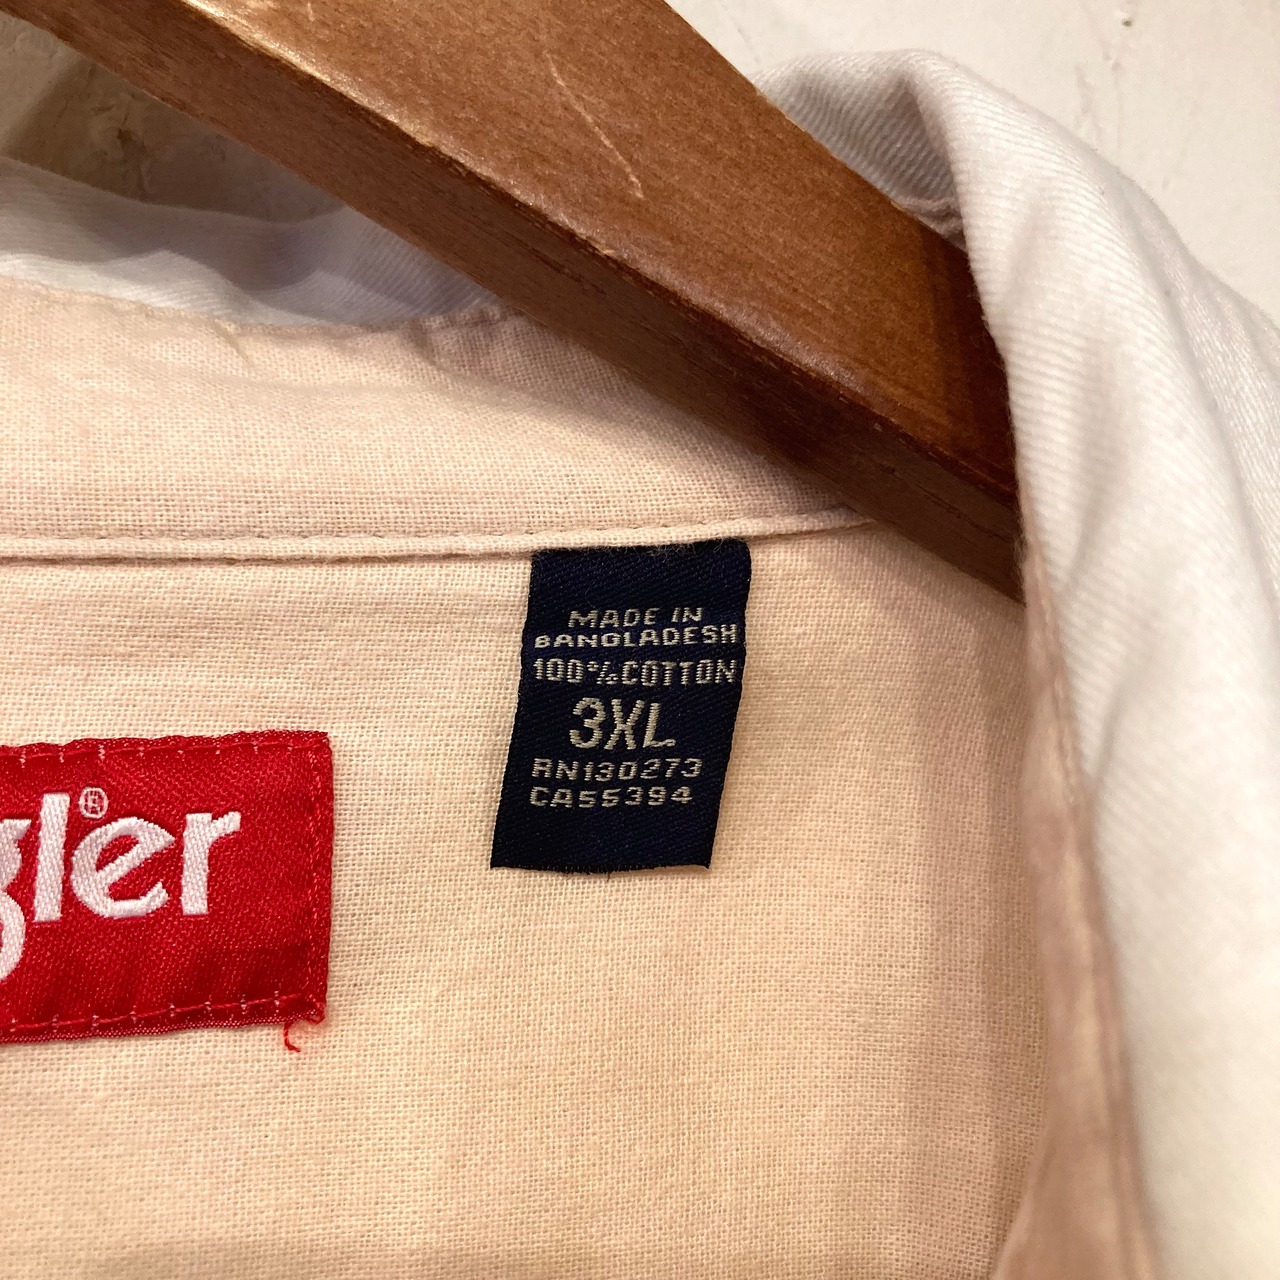 MADE IN
BANGLADESH
100%COTTON
3XL
RN130273
CA55394
gler®